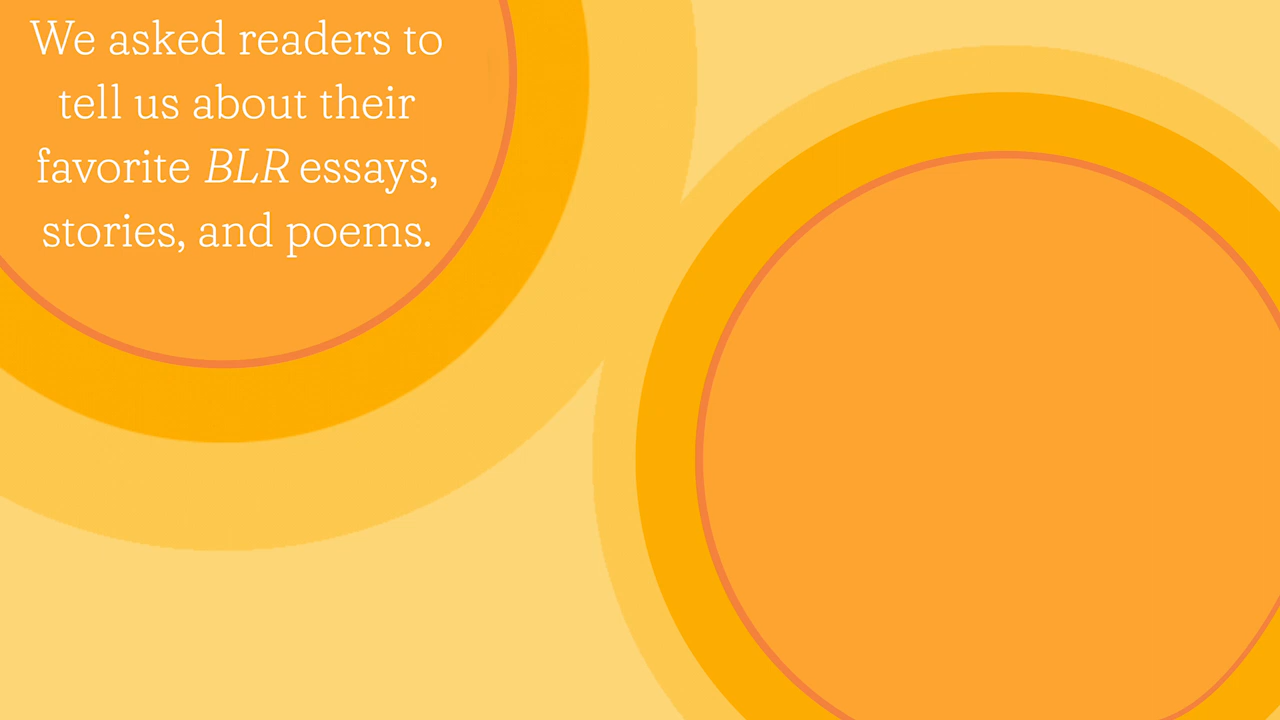 We asked readers to
tell us about their
favorite BLR essays,
stories, and poems.